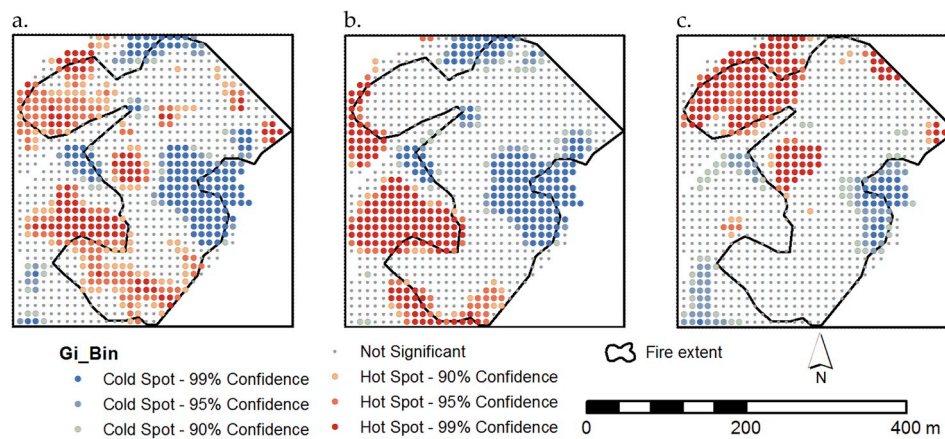 a. b. c.
Gi_Bin
Cold Spot - 99% Confidence
Cold Spot - 95% Confidence
Cold Spot - 90% Confidence
Not Significant
Hot Spot - 90% Confidence
Hot Spot - 95% Confidence
Hot Spot - 99% Confidence
Fire extent
N
0 200 400 m